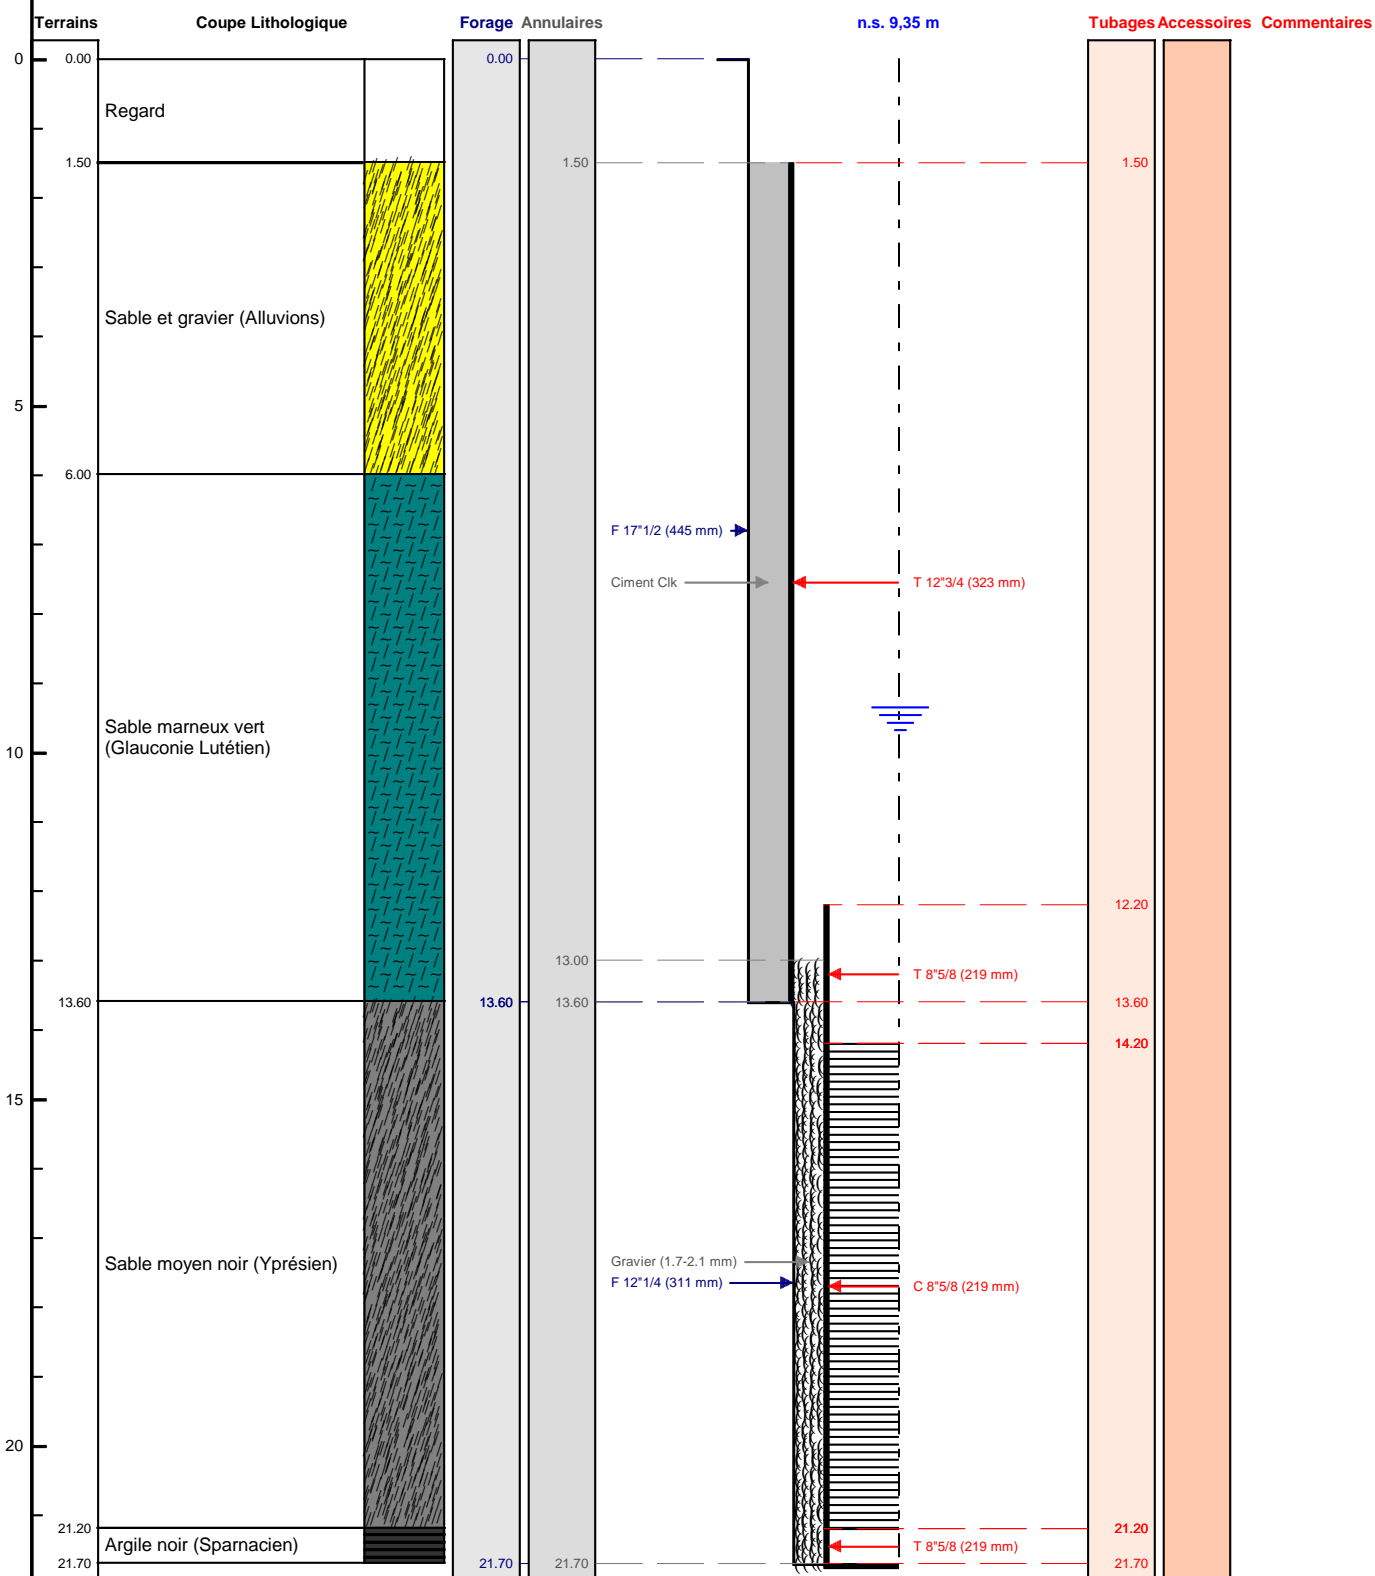 Terrains Coupe Lithologique Forage Annulaires n.s. 9,35 m Tubages Accessoires Commentaires
0 0.00 0.00
Regard
1.50 1.50 1.50
Sable et gravier (Alluvions)
5
6.00
F 17"1/2 (445 mm)
Ciment Clk T 12"3/4 (323 mm)
Sable marneux vert
(Glauconie Lutétien)
10
12.20
13.00
T 8"5/8 (219 mm)
13.60 13.60 13.60 13.60
14.20
15
Sable moyen noir (Yprésien)
Gravier (1.7-2.1 mm)
F 12"1/4 (311 mm) C 8"5/8 (219 mm)
20
21.20 21.20
Argile noir (Sparnacien) T 8"5/8 (219 mm)
21.70 21.70 21.70 21.70